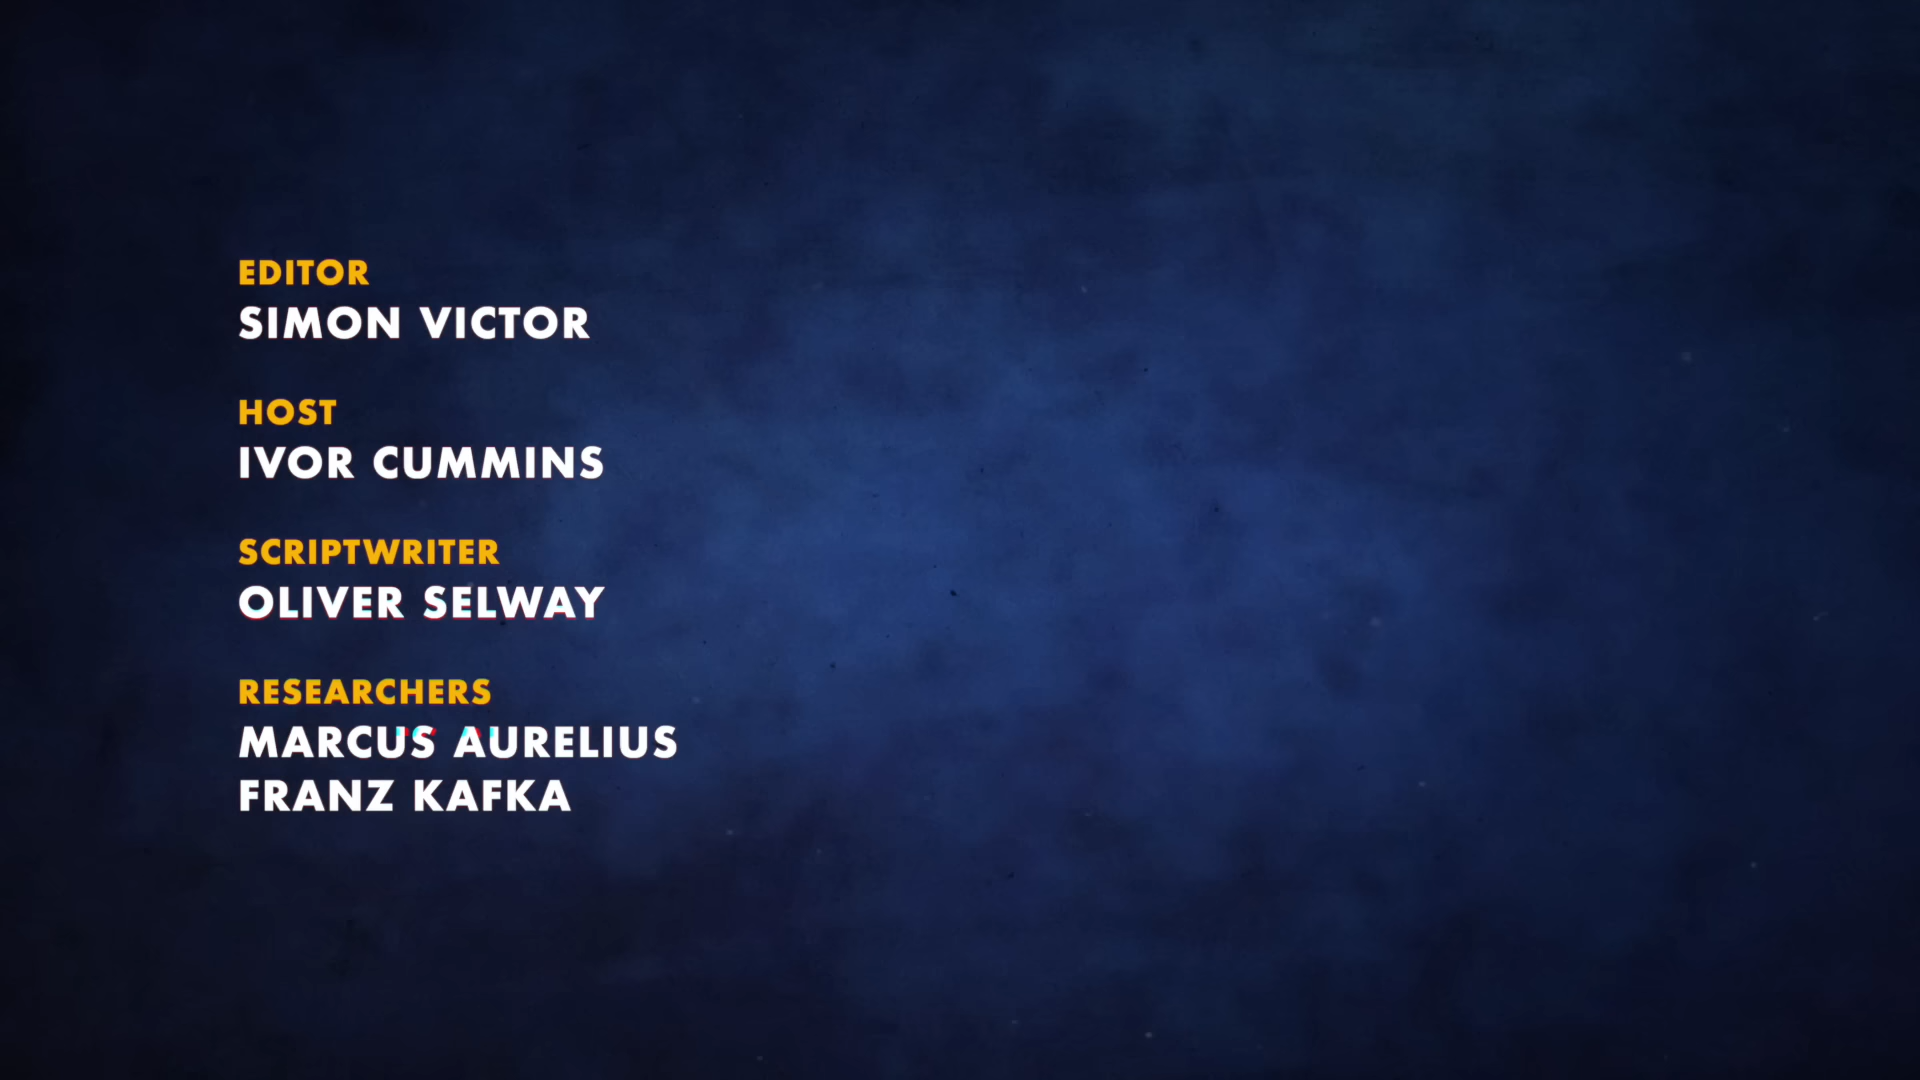 EDITOR
SIMON VICTOR
HOST
IVOR CUMMINS
SCRIPTWRITER
OLIVER SELWAY
RESEARCHERS
MARCUS AURELIUS
FRANZ KAFKA